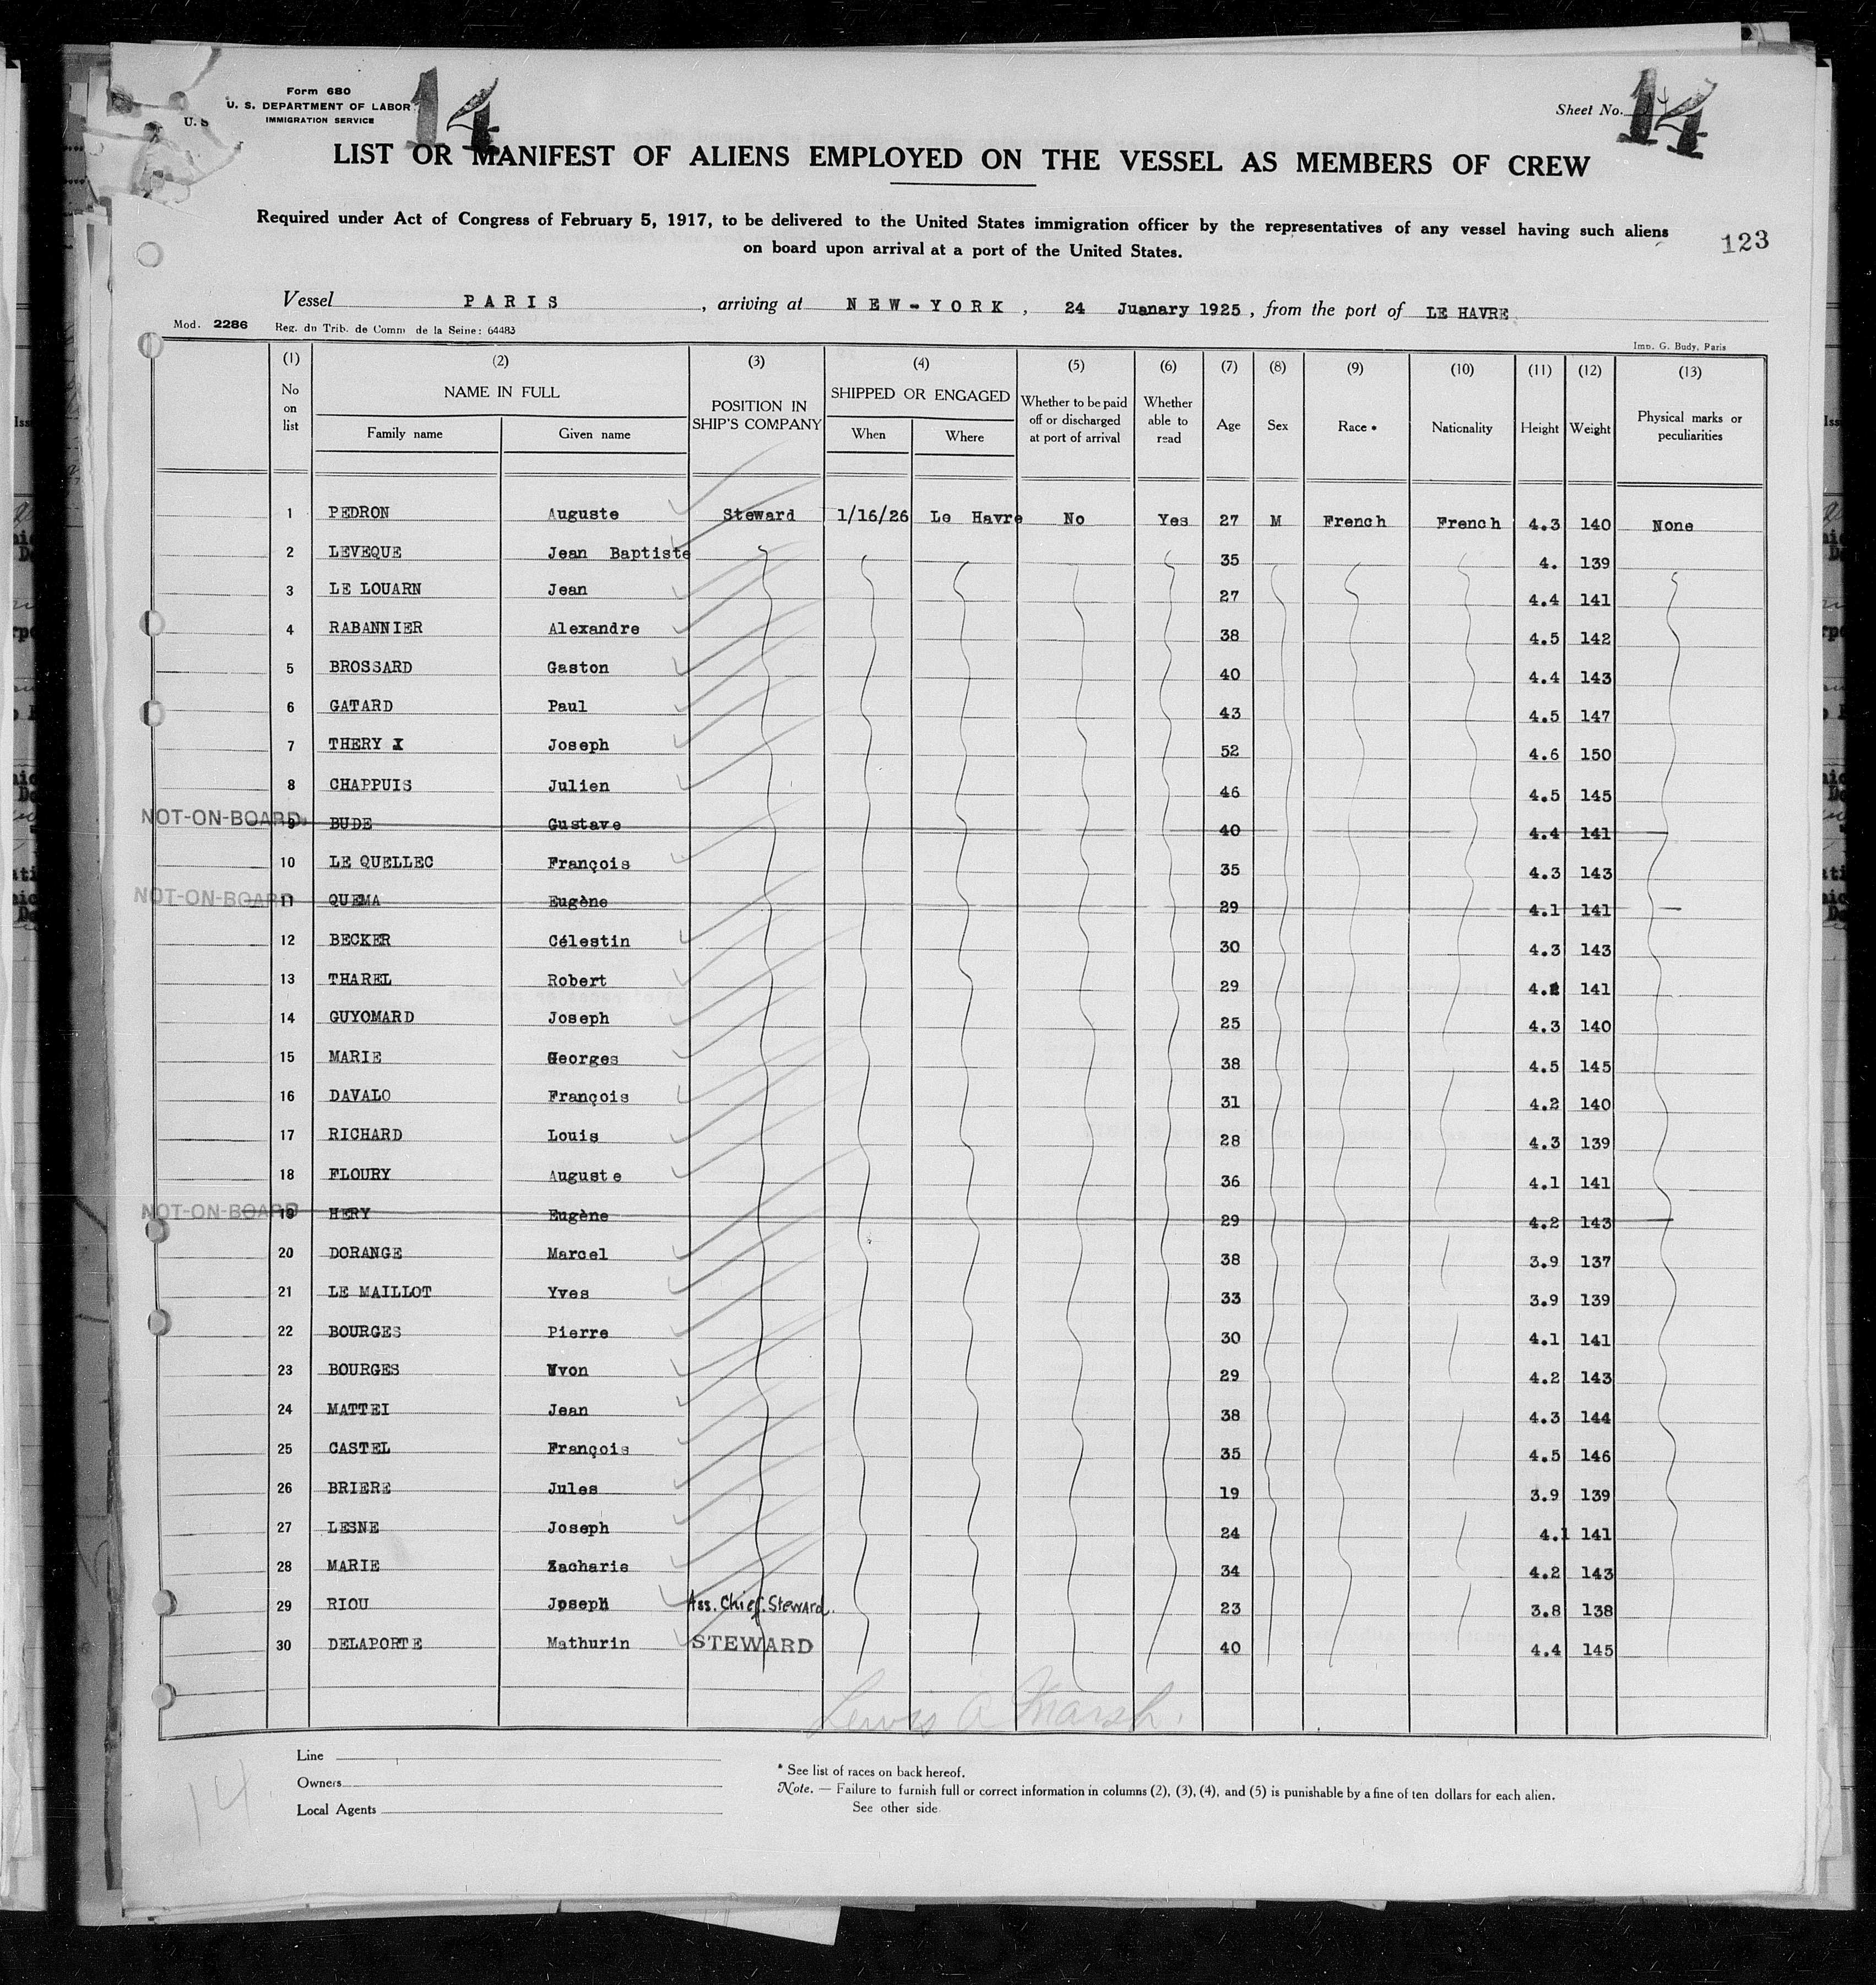 Form 680
U. S. DEPARTMENT OF LABOR
IMMIGRATION SERVICE
U. S
14
Sheet No. 14
LIST OR MANIFEST OF ALIENS EMPLOYED ON THE VESSEL AS MEMBERS OF CREW
Required under Act of Congress of February 5, 1917, to be delivered to the United States immigration officer by the representatives of any vessel having such aliens
on board upon arrival at a port of the United States.
123
Vessel PARIS, arriving at NEW-YORK, 24 Juanary 1925, from the port of LE HAVRE
Mod. 2286 Reg. du Trib. de Comm de la Seine: 64483
Imp. G. Budy, Paris
(1) (2) (3) (4) (5) (6) (7) (8) (9) (10) (11) (12) (13)
No on list NAME IN FULL Family name Given name POSITION IN SHIP'S COMPANY SHIPPED OR ENGAGED When Where Whether to be paid off or discharged at port of arrival Whether able to read Age Sex Race * Nationality Height Weight Physical marks or peculiarities
1 PEDRON Auguste Steward 1/16/26 Le Havre No Yes 27 M French French 4.3 140 None
2 LEVEQUE Jean Baptiste 35 4. 139
3 LE LOUARN Jean 27 4.4 141
4 RABANNIER Alexandre 38 4.5 142
5 BROSSARD Gaston 40 4.4 143
6 GATARD Paul 43 4.5 147
7 THERY Joseph 52 4.6 150
8 CHAPPUIS Julien 46 4.5 145
NOT-ON-BOARD 9 BUDE Gustave 40 4.4 141
10 LE QUELLEC François 35 4.3 143
NOT-ON-BOARD 11 QUEMA Eugène 29 4.1 141
12 BECKER Célestin 30 4.3 143
13 THAREL Robert 29 141
14 GUYOMARD Joseph 25 4.3 140
15 MARIE Georges 38 4.5 145
16 DAVALO François 31 4.2 140
17 RICHARD Louis 28 4.3 139
18 FLOURY Auguste 36 4.1 141
NOT-ON-BOARD 19 HERY Eugène 29 4.2 143
20 DORANGE Marcel 38 3.9 137
21 LE MAILLOT Yves 33 3.9 139
22 BOURGES Pierre 30 4.1 141
23 BOURGES Yvon 29 4.2 143
24 MATTEI Jean 38 4.3 144
25 CASTEL François 35 4.5 146
26 BRIERE Jules 19 3.9 139
27 LESNE Joseph 24 4.1 141
28 MARIE Zacharie 34 4.2 143
29 RIOU Joseph Ass. Chief. Steward. 23 3.8 138
30 DELAPORTE Mathurin STEWARD 40 4.4 145
Lewis A Marsh.
14
Line
Owners
Local Agents
* See list of races on back hereof.
Note. — Failure to furnish full or correct information in columns (2), (3), (4), and (5) is punishable by a fine of ten dollars for each alien.
See other side.